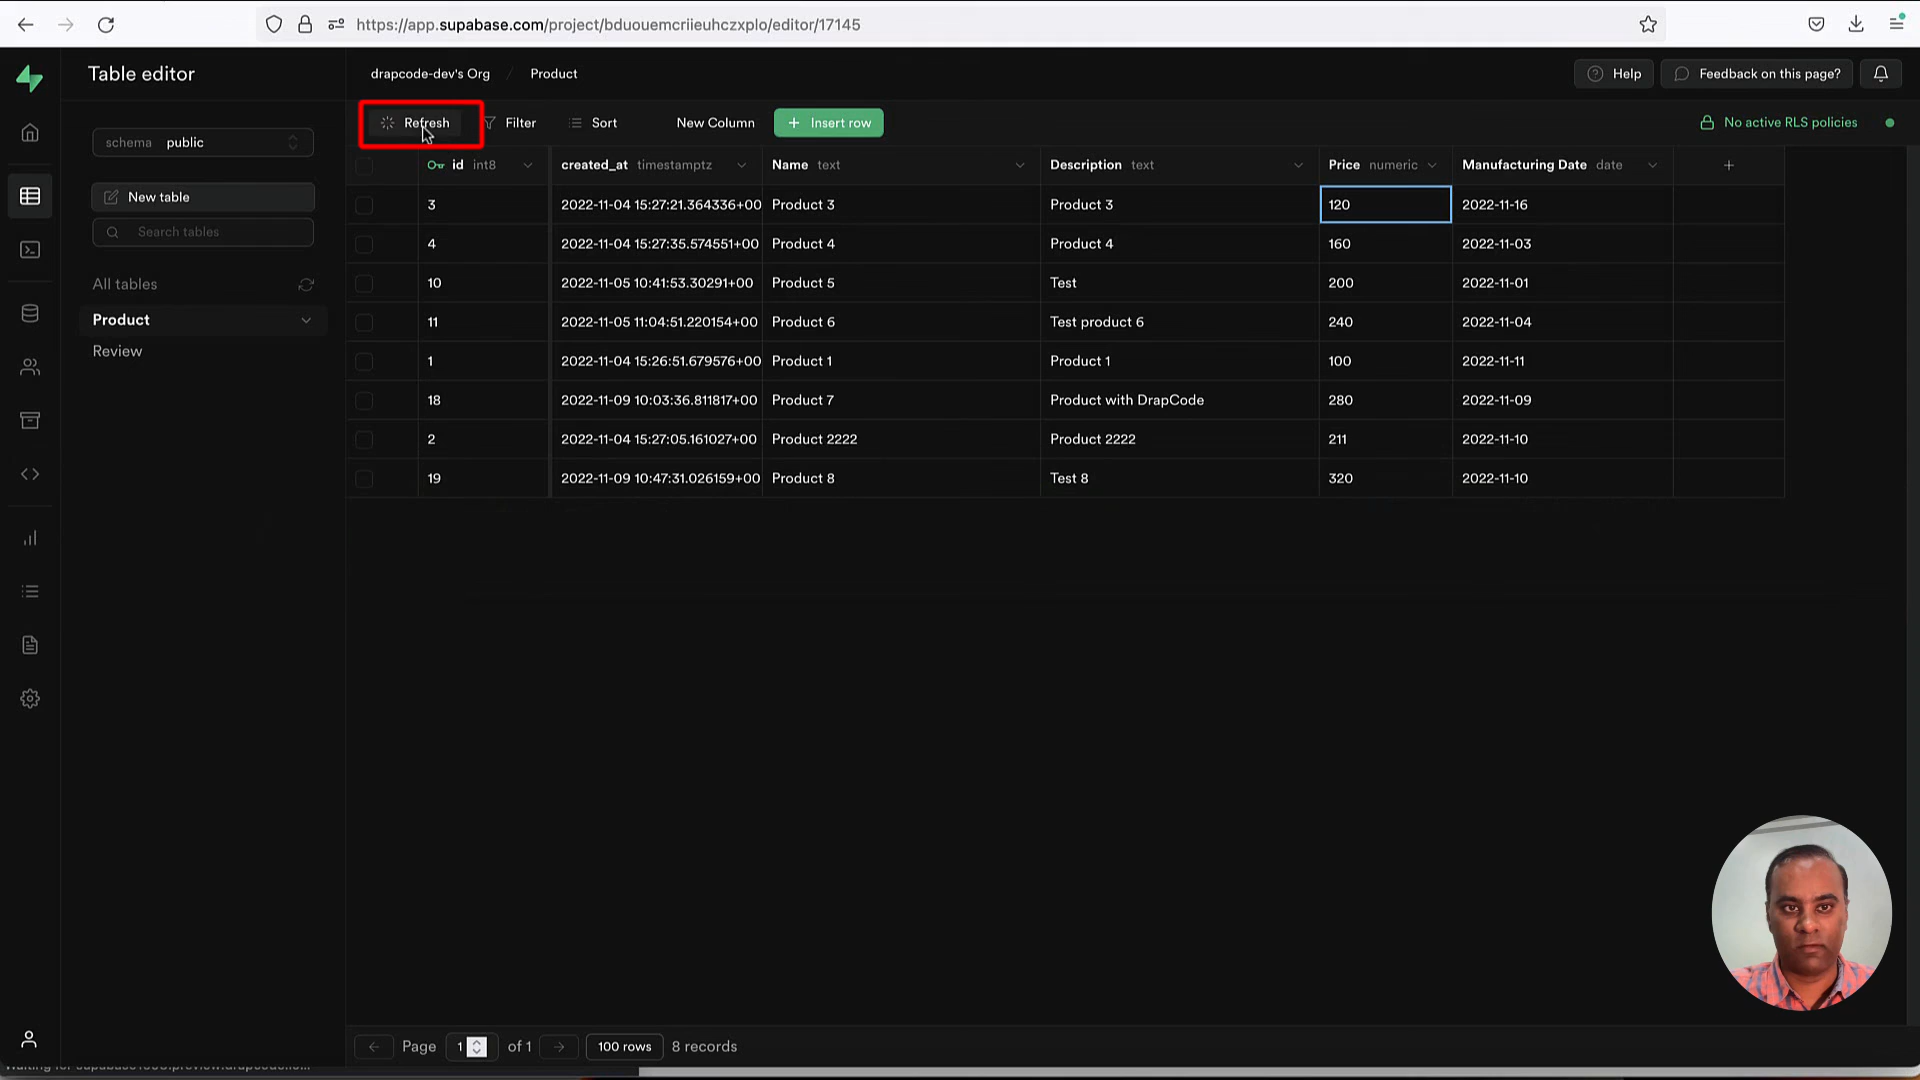 https://app.supabase.com/project/bduouemcriieuhczxplo/editor/17145
Table editor
drapcode-dev's Org / Product
Help
Feedback on this page?
schema public
Refresh
Filter
Sort
New Column
+ Insert row
No active RLS policies
New table
Search tables
All tables
Product
Review
id int8 created_at timestamptz Name text Description text Price numeric Manufacturing Date date +
3 2022-11-04 15:27:21.364336+00 Product 3 Product 3 120 2022-11-16
4 2022-11-04 15:27:35.574551+00 Product 4 Product 4 160 2022-11-03
10 2022-11-05 10:41:53.30291+00 Product 5 Test 200 2022-11-01
11 2022-11-05 11:04:51.220154+00 Product 6 Test product 6 240 2022-11-04
1 2022-11-04 15:26:51.679576+00 Product 1 Product 1 100 2022-11-11
18 2022-11-09 10:03:36.811817+00 Product 7 Product with DrapCode 280 2022-11-09
2 2022-11-04 15:27:05.161027+00 Product 2222 Product 2222 211 2022-11-10
19 2022-11-09 10:47:31.026159+00 Product 8 Test 8 320 2022-11-10
Page 1 of 1 100 rows 8 records